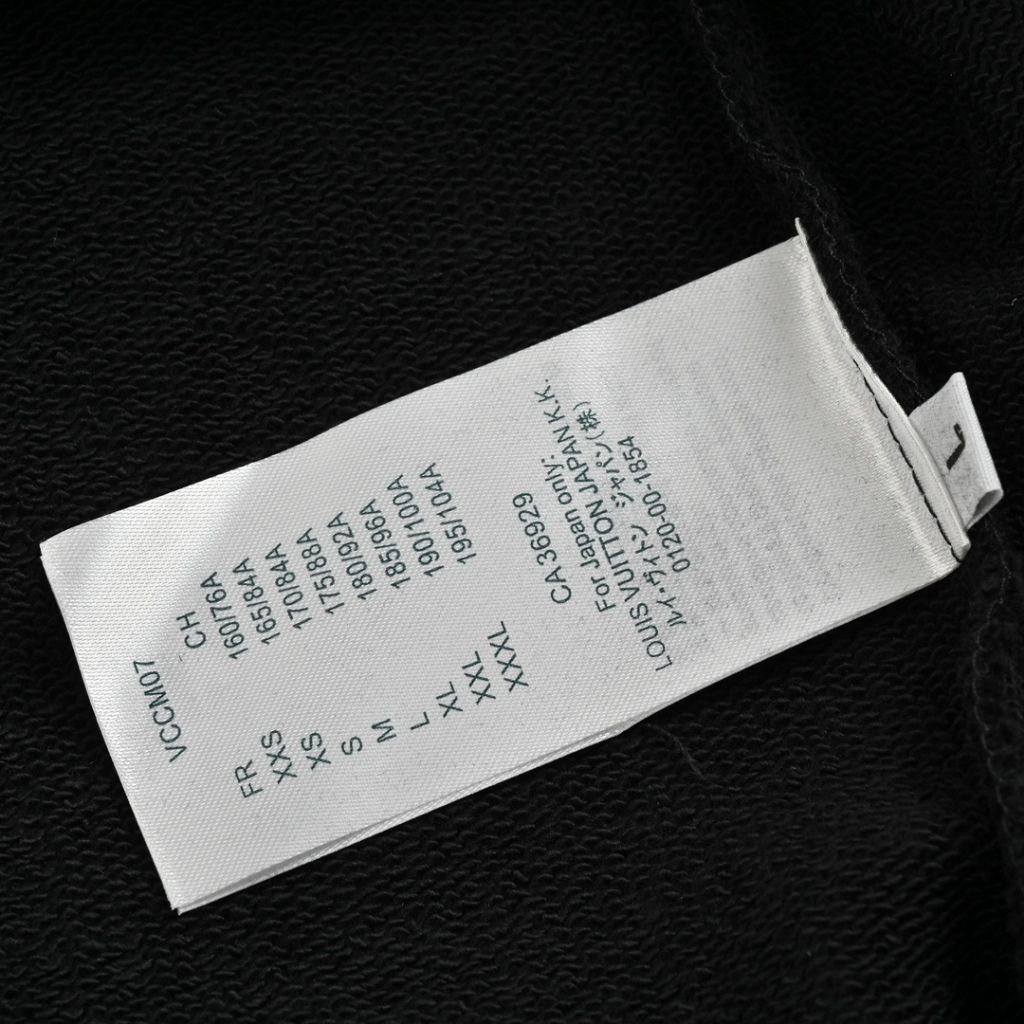 VCCM07
FR CH
XXS 160/76A
XS 165/84A
S 170/84A
M 175/88A
L 180/92A
XL 185/96A
XXL 190/100A
XXXL 195/104A
CA 36929
For Japan only:
LOUIS VUITTON JAPAN K.K.
ルイ・ヴィトン ジャパン(株)
0120-00-1854
L